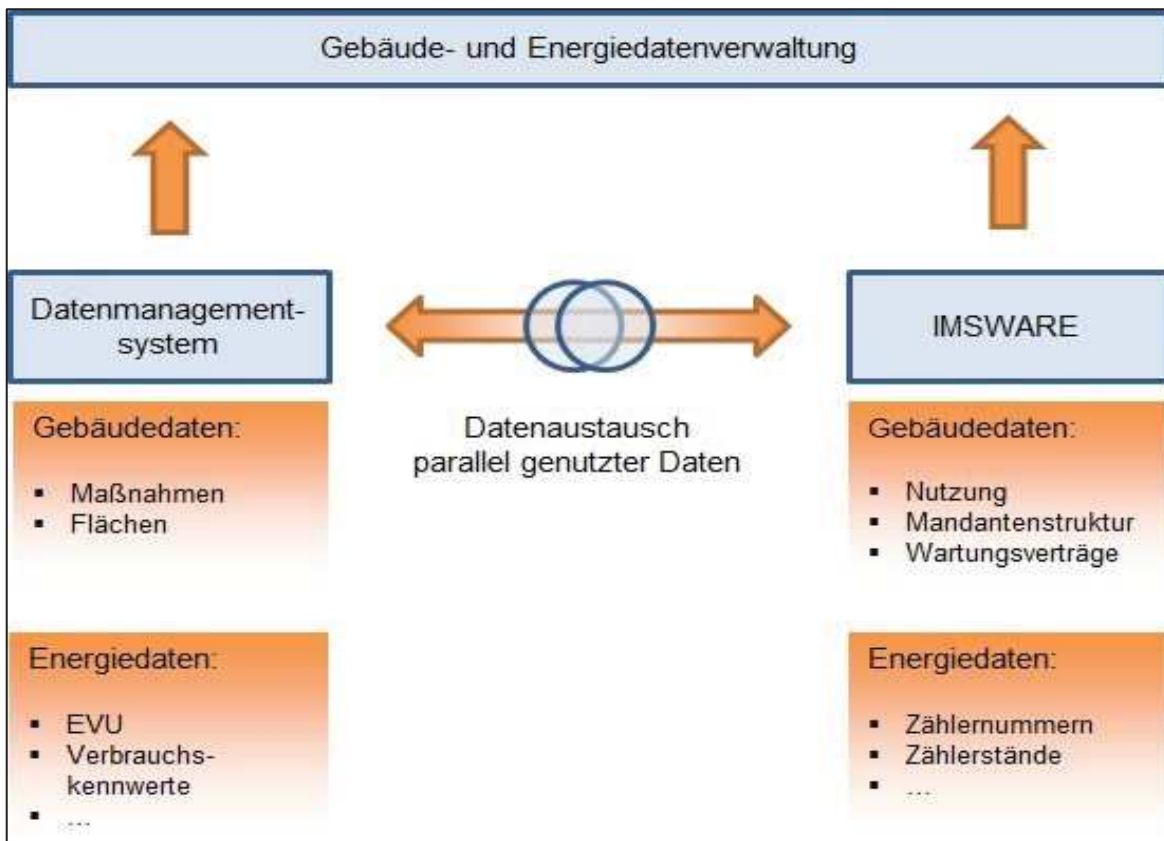 Gebäude- und Energiedatenverwaltung
Datenmanagement-
system
IMSWARE
Datenaustausch
parallel genutzter Daten
Gebäudedaten:
▪ Maßnahmen
▪ Flächen
Energiedaten:
▪ EVU
▪ Verbrauchs-
kennwerte
▪ ...
Gebäudedaten:
▪ Nutzung
▪ Mandantenstruktur
▪ Wartungsverträge
Energiedaten:
▪ Zählernummern
▪ Zählerstände
▪ ...